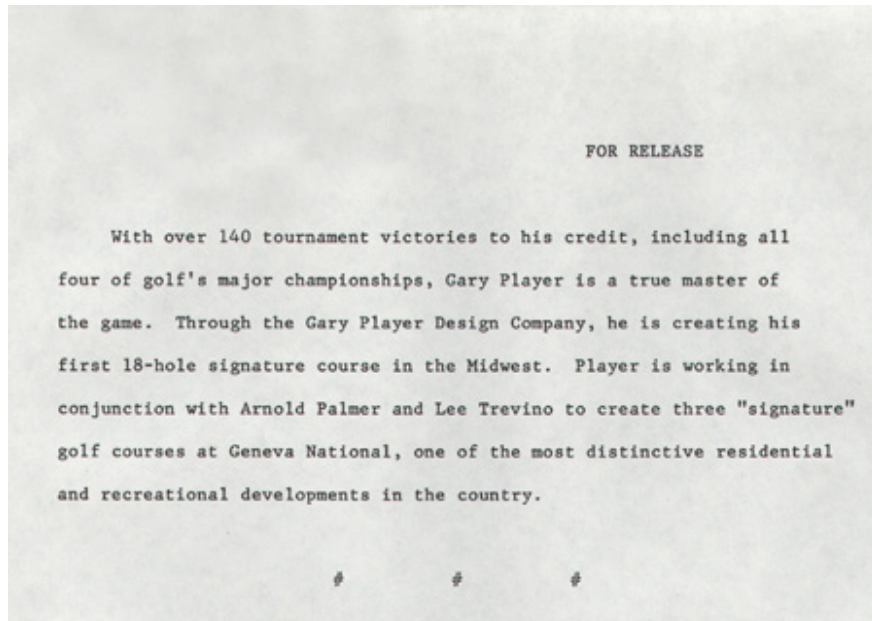 FOR RELEASE
With over 140 tournament victories to his credit, including all
four of golf's major championships, Gary Player is a true master of
the game. Through the Gary Player Design Company, he is creating his
first 18-hole signature course in the Midwest. Player is working in
conjunction with Arnold Palmer and Lee Trevino to create three "signature"
golf courses at Geneva National, one of the most distinctive residential
and recreational developments in the country.
# # #